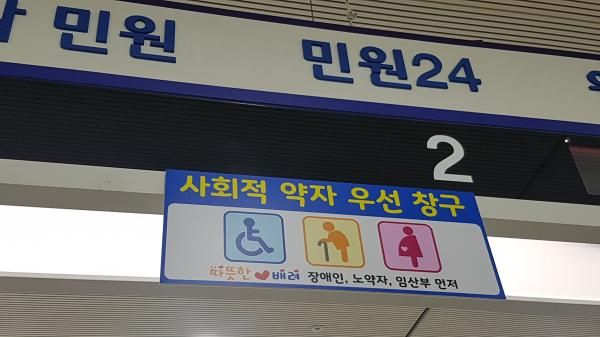 민원 민원24
2
사회적 약자 우선 창구
따뜻한 배려 장애인, 노약자, 임산부 먼저